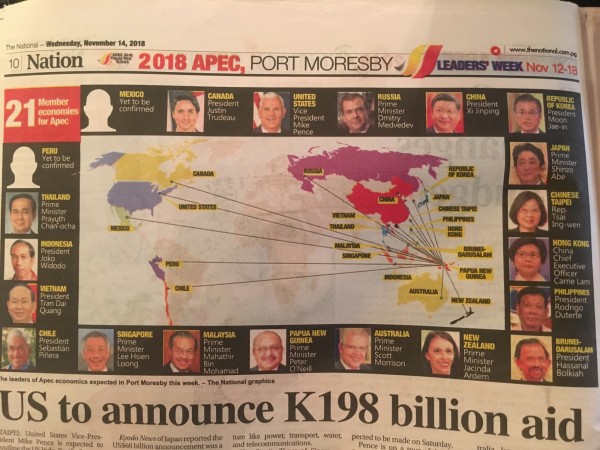 The National – Wednesday, November 14, 2018
www.thenational.com.pg
10 Nation
APEC 2018
2018 APEC, PORT MORESBY
LEADERS' WEEK Nov 12-18
21 Member
economies
for Apec
MEXICO
Yet to be
confirmed
CANADA
President
Justin
Trudeau
UNITED
STATES
Vice
President
Mike
Pence
RUSSIA
Prime
Minister
Dmitry
Medvedev
CHINA
President
Xi Jinping
REPUBLIC
OF KOREA
President
Moon
Jae-in
PERU
Yet to be
confirmed
JAPAN
Prime
Minister
Shinzo
Abe
THAILAND
Prime
Minister
Prayuth
Chan-ocha
CHINESE
TAIPEI
Rep.
Tsai
Ing-wen
INDONESIA
President
Joko
Widodo
HONG KONG
China
Chief
Executive
Officer
Carrie Lam
VIETNAM
President
Tran Dai
Quang
PHILIPPINES
President
Rodrigo
Duterte
CANADA
UNITED STATES
MEXICO
PERU
CHILE
RUSSIA
REPUBLIC
OF KOREA
CHINA
JAPAN
CHINESE TAIPEI
VIETNAM
PHILIPPINES
THAILAND
HONG
KONG
MALAYSIA
SINGAPORE
BRUNEI-
DARUSALAM
INDONESIA
PAPUA NEW
GUINEA
AUSTRALIA
NEW ZEALAND
CHILE
President
Sebastian
Piñera
SINGAPORE
Prime
Minister
Lee Hsien
Loong
MALAYSIA
Prime
Minister
Mahathir
Bin
Mohamad
PAPUA NEW
GUINEA
Prime
Minister
Peter
O'Neill
AUSTRALIA
Prime
Minister
Scott
Morrison
NEW
ZEALAND
Prime
Minister
Jacinda
Ardern
BRUNEI-
DARUSALAM
President
Hassanal
Bolkiah
The leaders of Apec economics expected in Port Moresby this week. – The National graphics
US to announce K198 billion aid
TAIPEI: United States Vice-Pres-
ident Mike Pence is expected to
Kyodo News of Japan reported the
US$60 billion announcement was a
ture like power, transport, water,
and telecommunications.
pected to be made on Saturday.